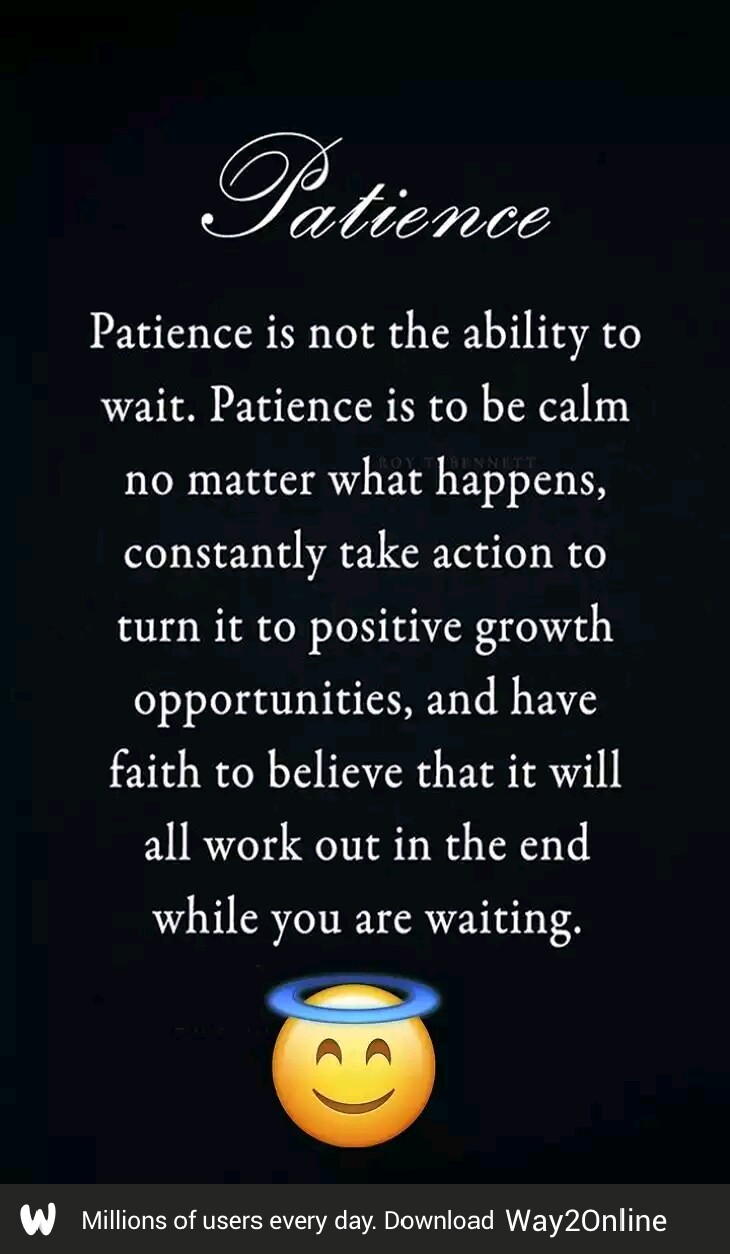 Patience
Patience is not the ability to
wait. Patience is to be calm
ROY T. BENNETT
no matter what happens,
constantly take action to
turn it to positive growth
opportunities, and have
faith to believe that it will
all work out in the end
while you are waiting.
W Millions of users every day. Download Way2Online